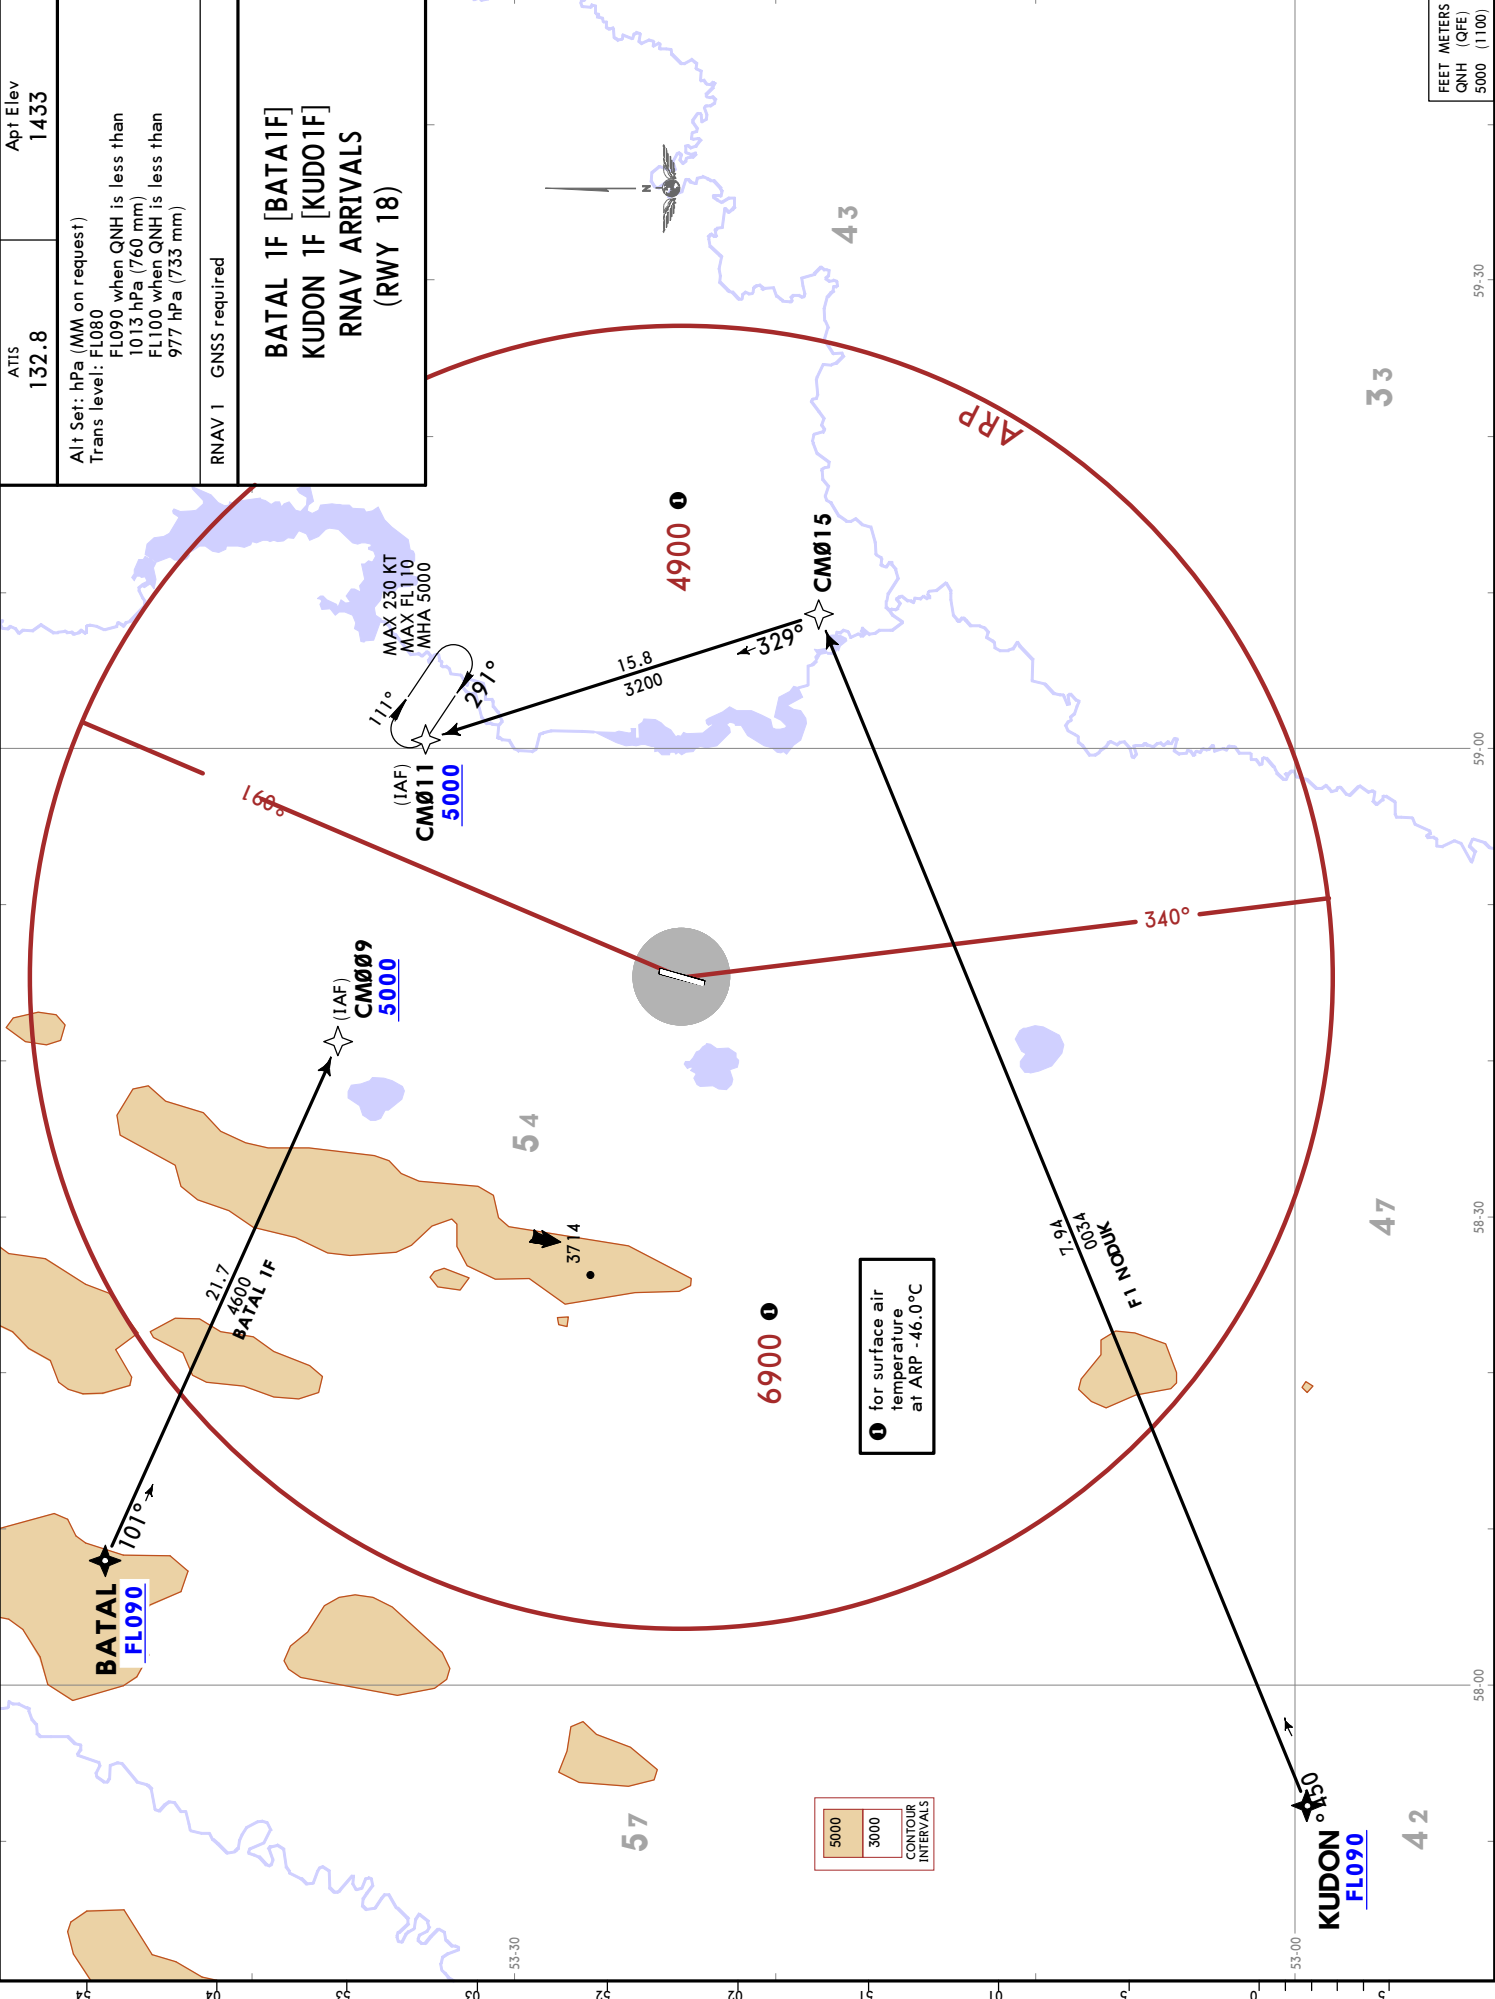 ATIS
132.8
Apt Elev
1433
Alt Set: hPa (MM on request)
Trans level: FL080
FL090 when QNH is less than
1013 hPa (760 mm)
FL100 when QNH is less than
977 hPa (733 mm)
RNAV 1 GNSS required
BATAL 1F [BATA1F]
KUDON 1F [KUDO1F]
RNAV ARRIVALS
(RWY 18)
FEET METERS
QNH (QFE)
5000 (1100)
N
43
33
ARP
59-30
4900 1
CMØ15
329°
15.8
3200
MAX 230 KT
MAX FL110
MHA 5000
111°
291°
(IAF)
CMØ11
5000
59-00
160°
340°
(IAF)
CMØØ9
5000
54
3714
21.7
4600
BATAL 1F
101°
BATAL
FL090
6900 1
1 for surface air
temperature
at ARP -46.0°C
47
58-30
58-00
57
5000
3000
CONTOUR
INTERVALS
KUDON
FL090
42
53-30
53-00